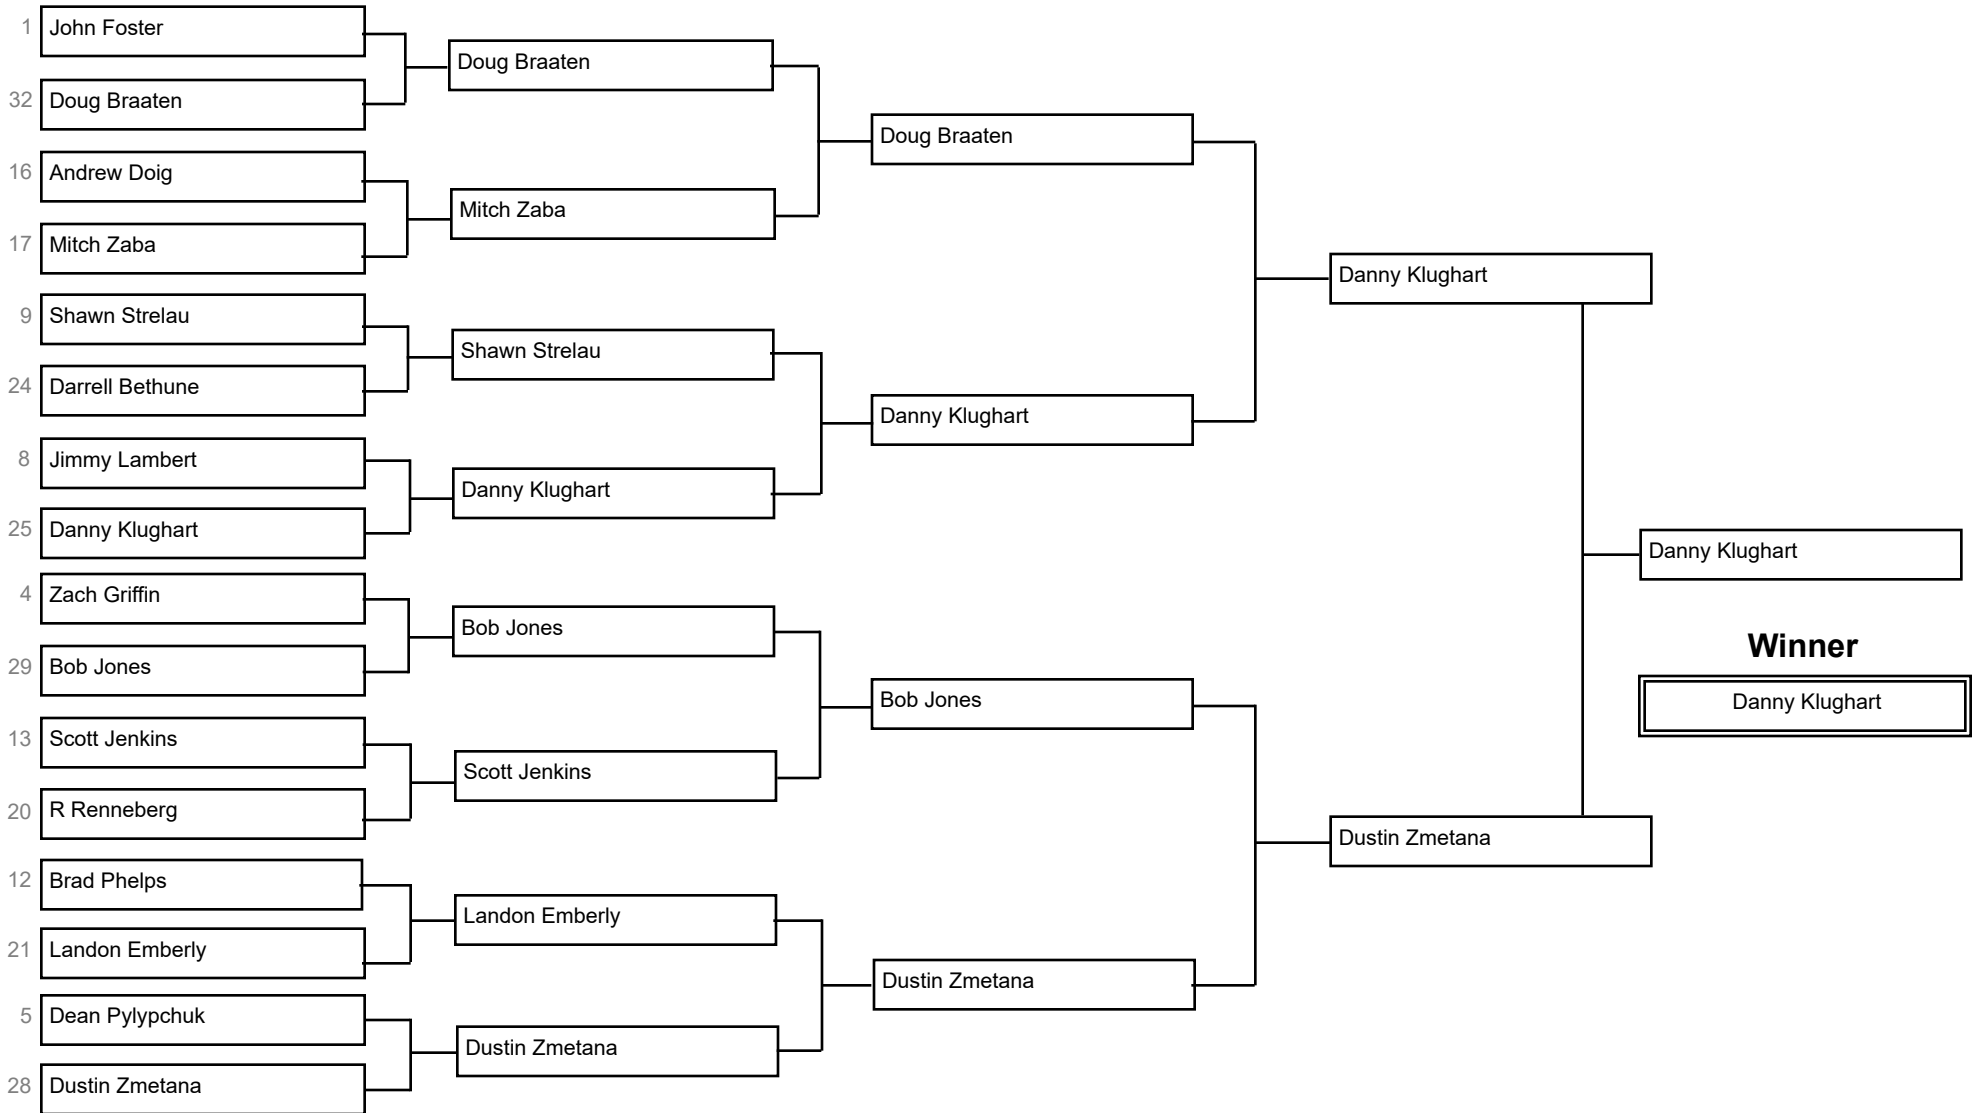 1 John Foster
32 Doug Braaten
16 Andrew Doig
17 Mitch Zaba
9 Shawn Strelau
24 Darrell Bethune
8 Jimmy Lambert
25 Danny Klughart
4 Zach Griffin
29 Bob Jones
13 Scott Jenkins
20 R Renneberg
12 Brad Phelps
21 Landon Emberly
5 Dean Pylypchuk
28 Dustin Zmetana
Doug Braaten
Mitch Zaba
Shawn Strelau
Danny Klughart
Bob Jones
Scott Jenkins
Landon Emberly
Dustin Zmetana
Doug Braaten
Danny Klughart
Bob Jones
Dustin Zmetana
Danny Klughart
Dustin Zmetana
Danny Klughart
Winner
Danny Klughart